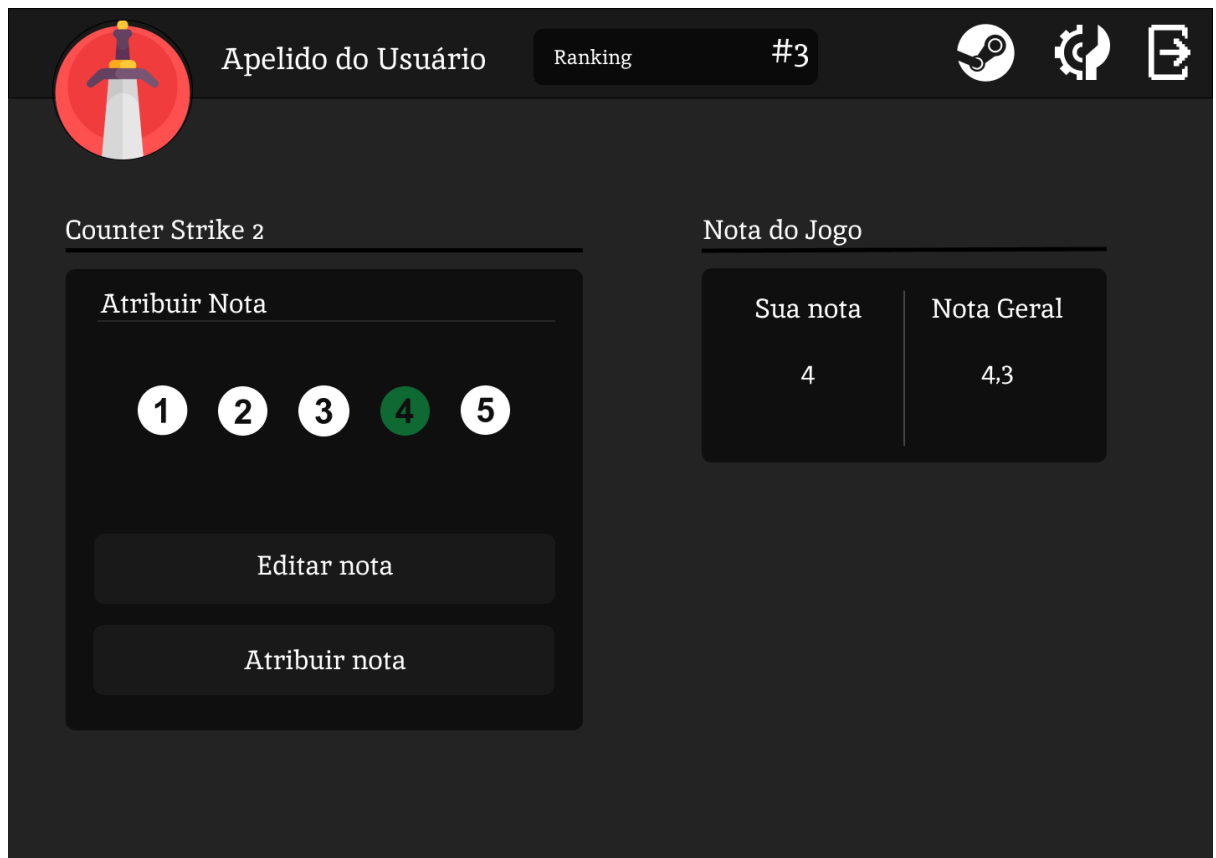 Apelido do Usuário
Ranking #3
Counter Strike 2
Atribuir Nota
1 2 3 4 5
Editar nota
Atribuir nota
Nota do Jogo
Sua nota Nota Geral
4 4,3